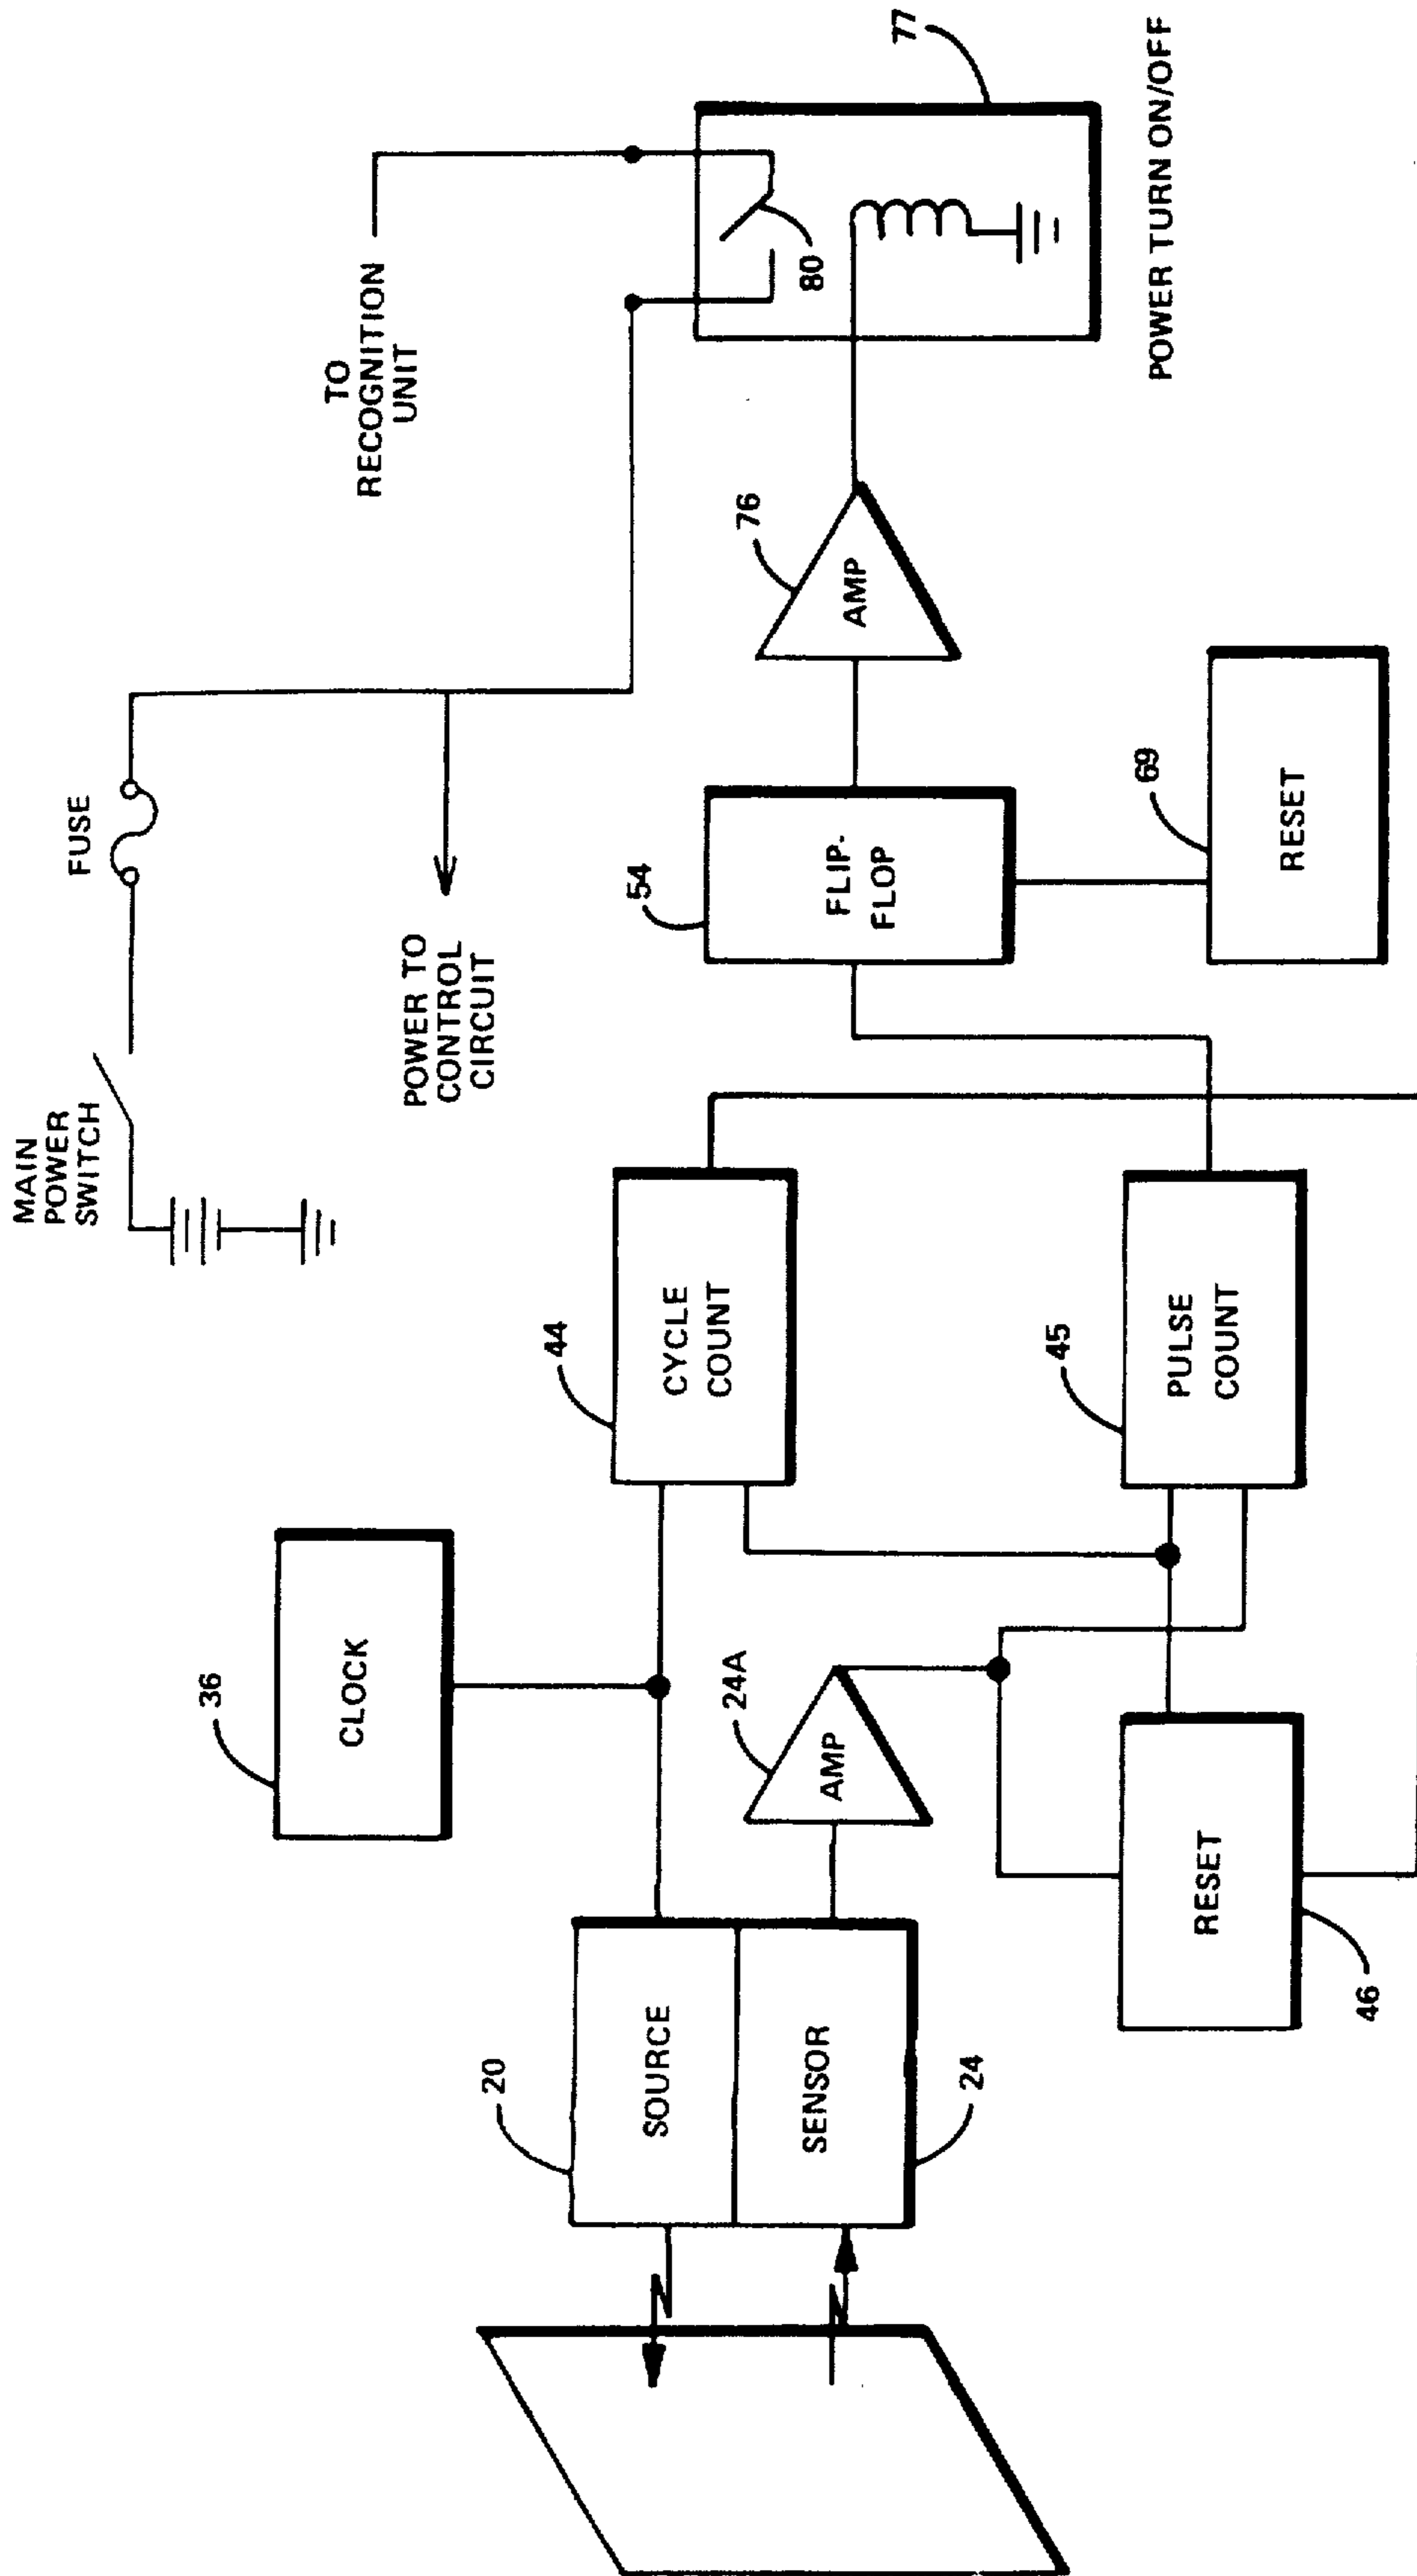 MAIN
POWER
SWITCH
FUSE
POWER TO
CONTROL
CIRCUIT
TO
RECOGNITION
UNIT
36
CLOCK
44
CYCLE
COUNT
20
SOURCE
SENSOR
24
24A
AMP
54
FLIP-
FLOP
76
AMP
80
77
POWER TURN ON/OFF
46
RESET
45
PULSE
COUNT
69
RESET